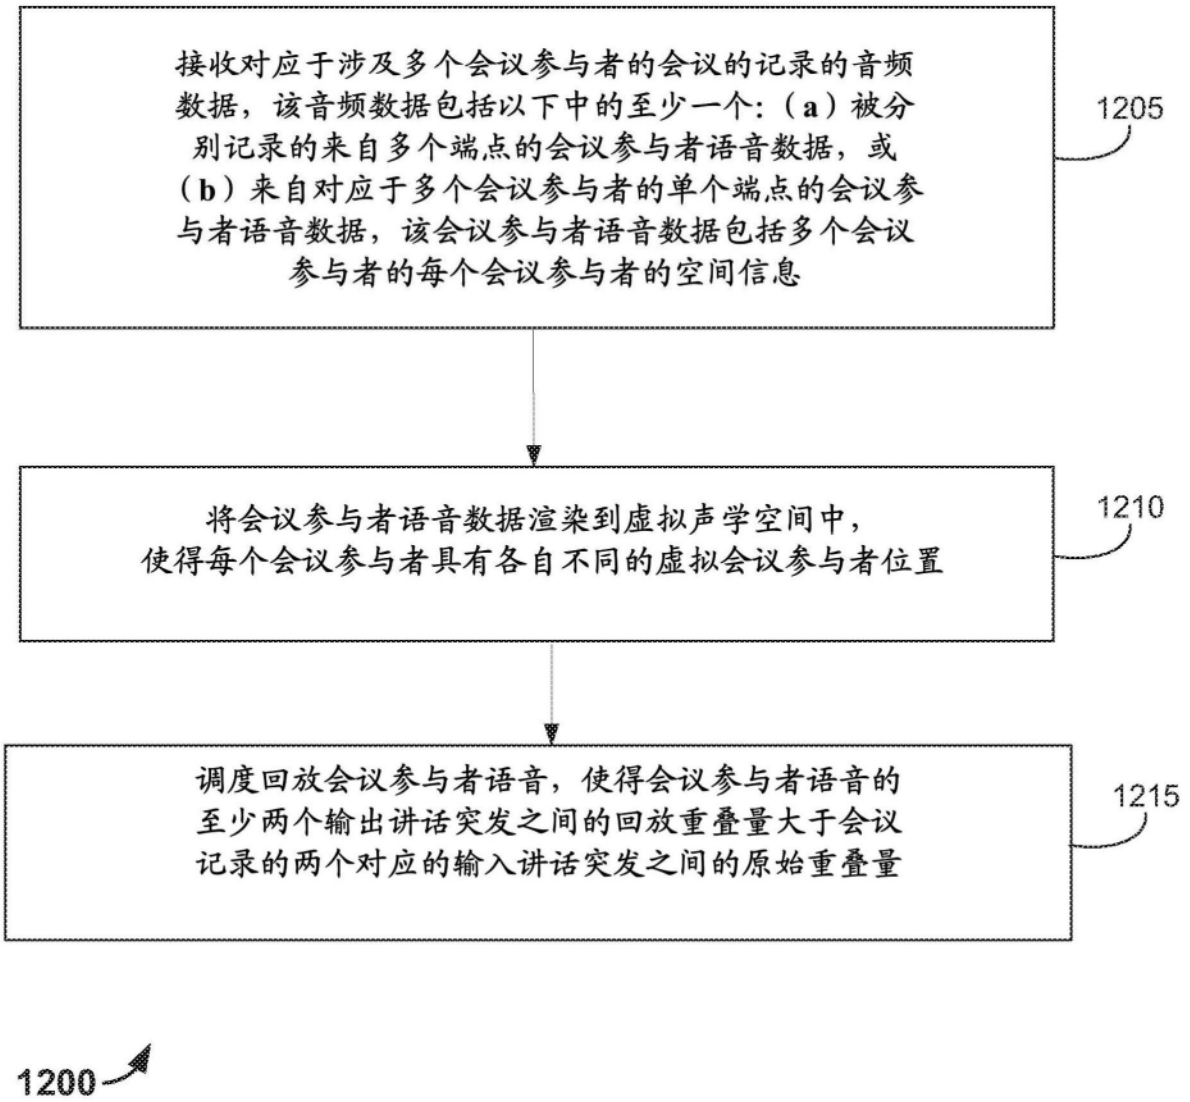 接收对应于涉及多个会议参与者的会议的记录的音频
数据，该音频数据包括以下中的至少一个：（a）被分
别记录的来自多个端点的会议参与者语音数据，或
（b）来自对应于多个会议参与者的单个端点的会议参
与者语音数据，该会议参与者语音数据包括多个会议
参与者的每个会议参与者的空间信息
1205
将会议参与者语音数据渲染到虚拟声学空间中，
使得每个会议参与者具有各自不同的虚拟会议参与者位置
1210
调度回放会议参与者语音，使得会议参与者语音的
至少两个输出讲话突发之间的回放重叠量大于会议
记录的两个对应的输入讲话突发之间的原始重叠量
1215
1200